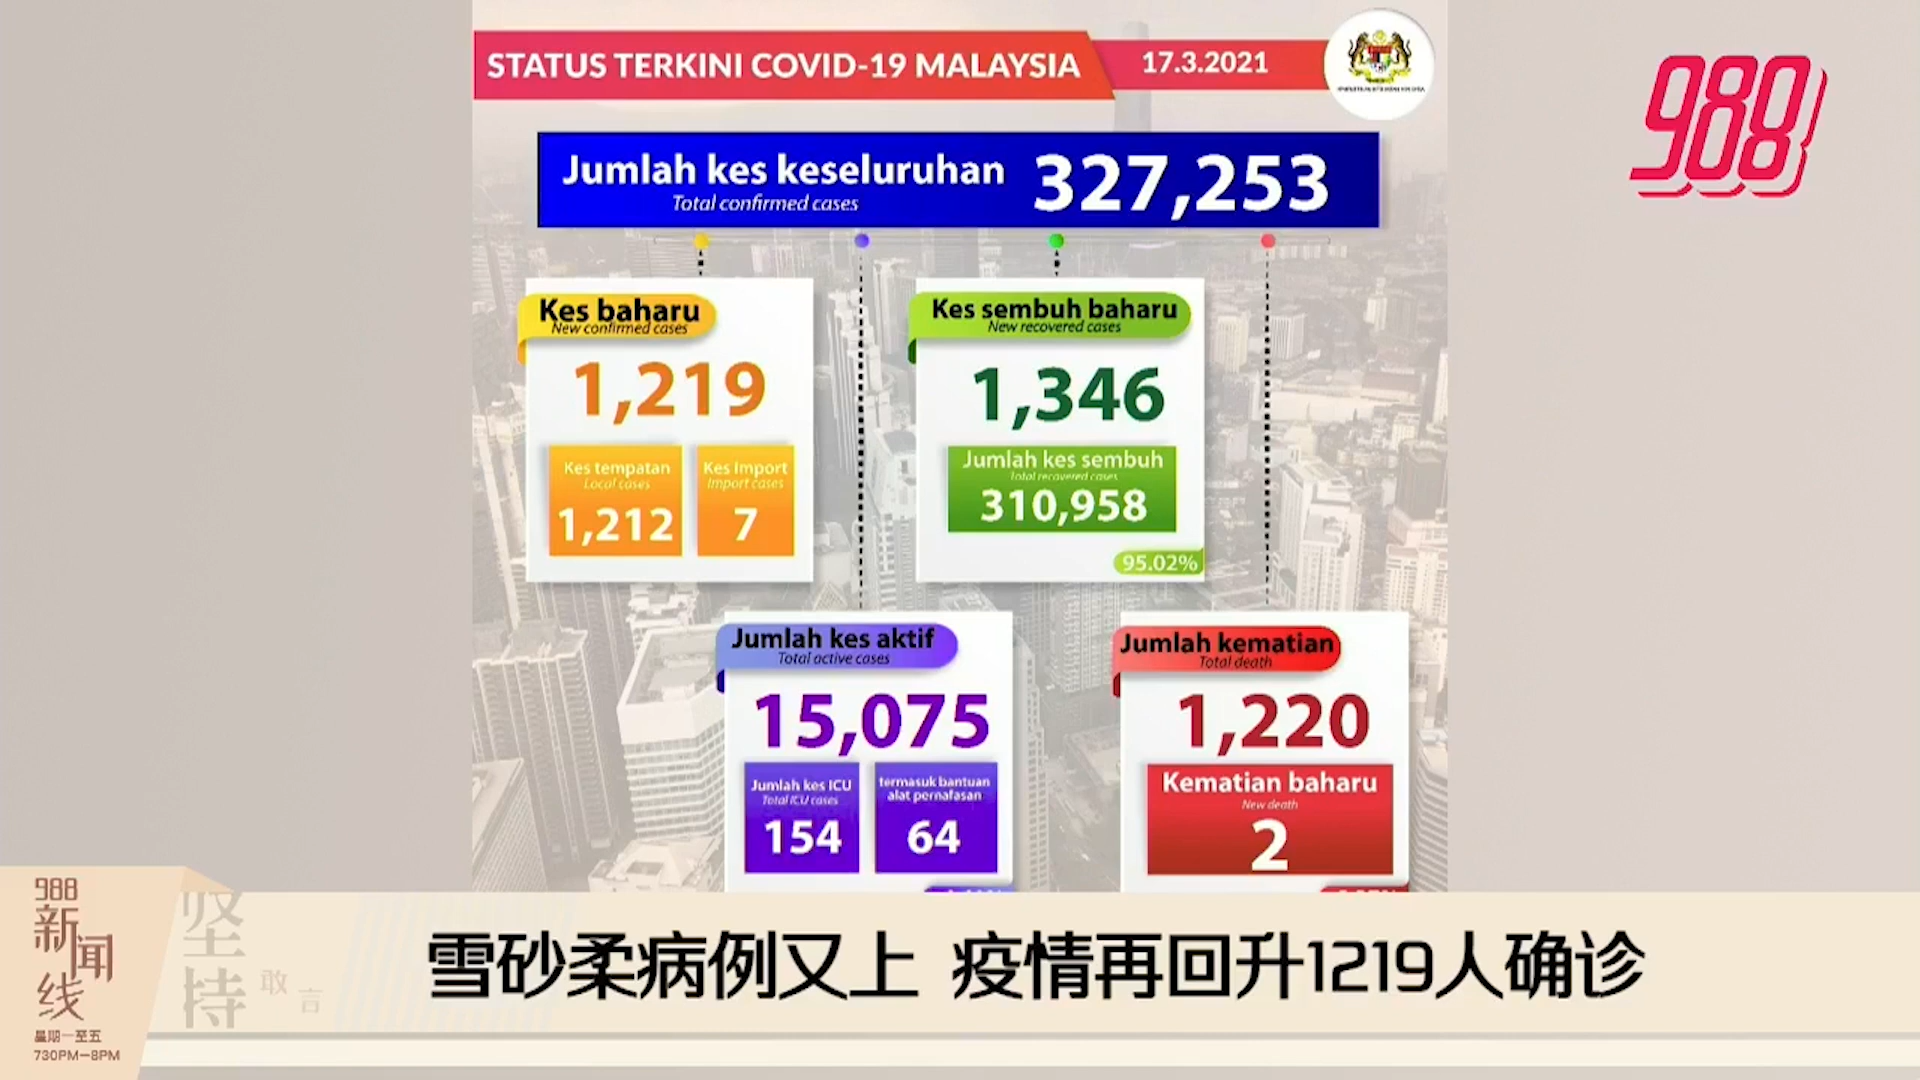 STATUS TERKINI COVID-19 MALAYSIA 17.3.2021
988
Jumlah kes keseluruhan 327,253
Total confirmed cases
Kes baharu
New confirmed cases
1,219
Kes tempatan
Local cases
1,212
Kes import
Import cases
7
Kes sembuh baharu
New recovered cases
1,346
Jumlah kes sembuh
Total recovered cases
310,958
95.02%
Jumlah kes aktif
Total active cases
15,075
Jumlah kes ICU
Total ICU cases
154
termasuk bantuan
alat pernafasan
64
Jumlah kematian
Total death
1,220
Kematian baharu
New death
2
988
新闻
线
星期一至五
730PM-8PM
坚持 敢言
雪砂柔病例又上 疫情再回升1219人确诊